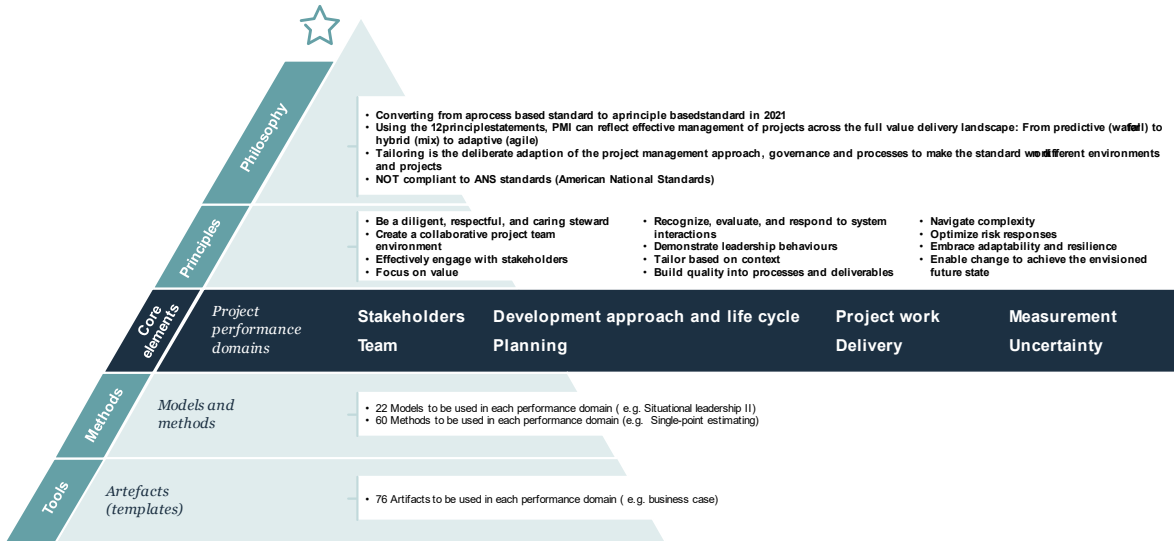 Philosophy
• Converting from aprocess based standard to aprinciple basedstandard in 2021
• Using the 12principlestatements, PMI can reflect effective management of projects across the full value delivery landscape: From predictive (waterfall) to
hybrid (mix) to adaptive (agile)
• Tailoring is the deliberate adaption of the project management approach, governance and processes to make the standard work different environments
and projects
• NOT compliant to ANS standards (American National Standards)
Principles
• Be a diligent, respectful, and caring steward
• Create a collaborative project team
environment
• Effectively engage with stakeholders
• Focus on value
• Recognize, evaluate, and respond to system
interactions
• Demonstrate leadership behaviours
• Tailor based on context
• Build quality into processes and deliverables
• Navigate complexity
• Optimize risk responses
• Embrace adaptability and resilience
• Enable change to achieve the envisioned
future state
Core
elements
Project
performance
domains
Stakeholders
Team
Development approach and life cycle
Planning
Project work
Delivery
Measurement
Uncertainty
Methods
Models and
methods
• 22 Models to be used in each performance domain ( e.g. Situational leadership II)
• 60 Methods to be used in each performance domain (e.g. Single-point estimating)
Tools
Artefacts
(templates)
• 76 Artifacts to be used in each performance domain ( e.g. business case)